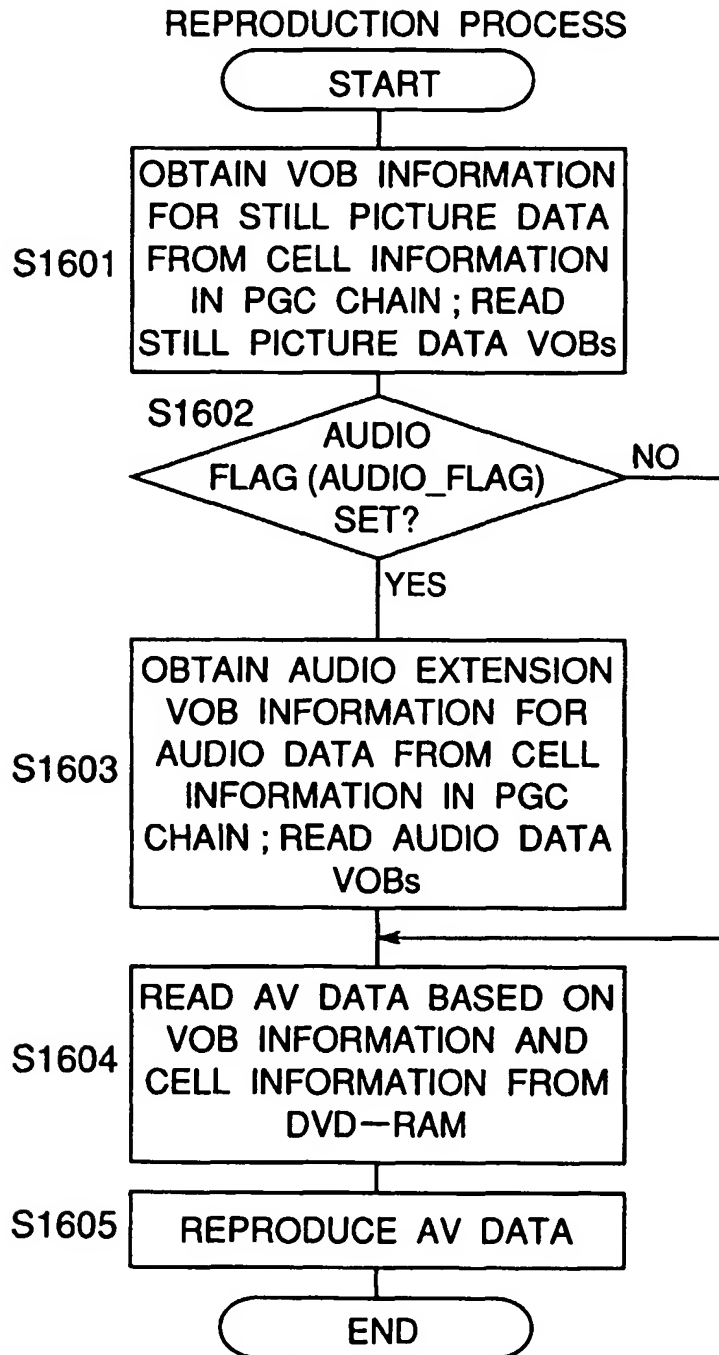 REPRODUCTION PROCESS
START
S1601
OBTAIN VOB INFORMATION
FOR STILL PICTURE DATA
FROM CELL INFORMATION
IN PGC CHAIN ; READ
STILL PICTURE DATA VOBs
S1602
AUDIO
FLAG (AUDIO_FLAG)
SET?
NO
YES
S1603
OBTAIN AUDIO EXTENSION
VOB INFORMATION FOR
AUDIO DATA FROM CELL
INFORMATION IN PGC
CHAIN ; READ AUDIO DATA
VOBs
S1604
READ AV DATA BASED ON
VOB INFORMATION AND
CELL INFORMATION FROM
DVD-RAM
S1605
REPRODUCE AV DATA
END